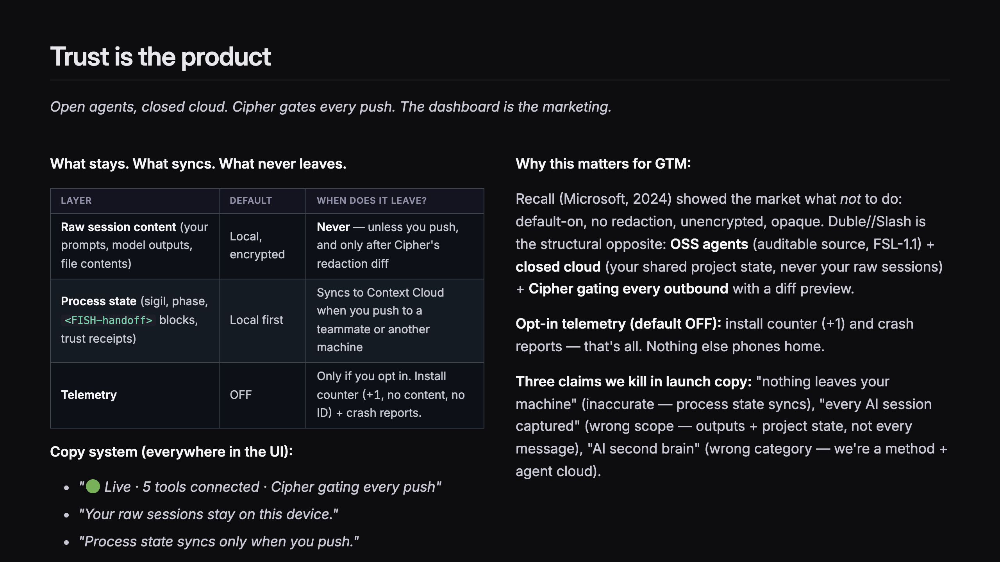 Trust is the product
Open agents, closed cloud. Cipher gates every push. The dashboard is the marketing.
What stays. What syncs. What never leaves.
LAYER DEFAULT WHEN DOES IT LEAVE?
Raw session content (your
prompts, model outputs,
file contents)
Local,
encrypted
Never — unless you push,
and only after Cipher's
redaction diff
Process state (sigil, phase,
<FISH-handoff> blocks,
trust receipts)
Local first
Syncs to Context Cloud
when you push to a
teammate or another
machine
Telemetry
OFF
Only if you opt in. Install
counter (+1, no content, no
ID) + crash reports.
Copy system (everywhere in the UI):
• "🟢 Live · 5 tools connected · Cipher gating every push"
• "Your raw sessions stay on this device."
• "Process state syncs only when you push."
Why this matters for GTM:
Recall (Microsoft, 2024) showed the market what not to do:
default-on, no redaction, unencrypted, opaque. Duble//Slash is
the structural opposite: OSS agents (auditable source, FSL-1.1) +
closed cloud (your shared project state, never your raw sessions)
+ Cipher gating every outbound with a diff preview.
Opt-in telemetry (default OFF): install counter (+1) and crash
reports — that's all. Nothing else phones home.
Three claims we kill in launch copy: "nothing leaves your
machine" (inaccurate — process state syncs), "every AI session
captured" (wrong scope — outputs + project state, not every
message), "AI second brain" (wrong category — we're a method +
agent cloud).